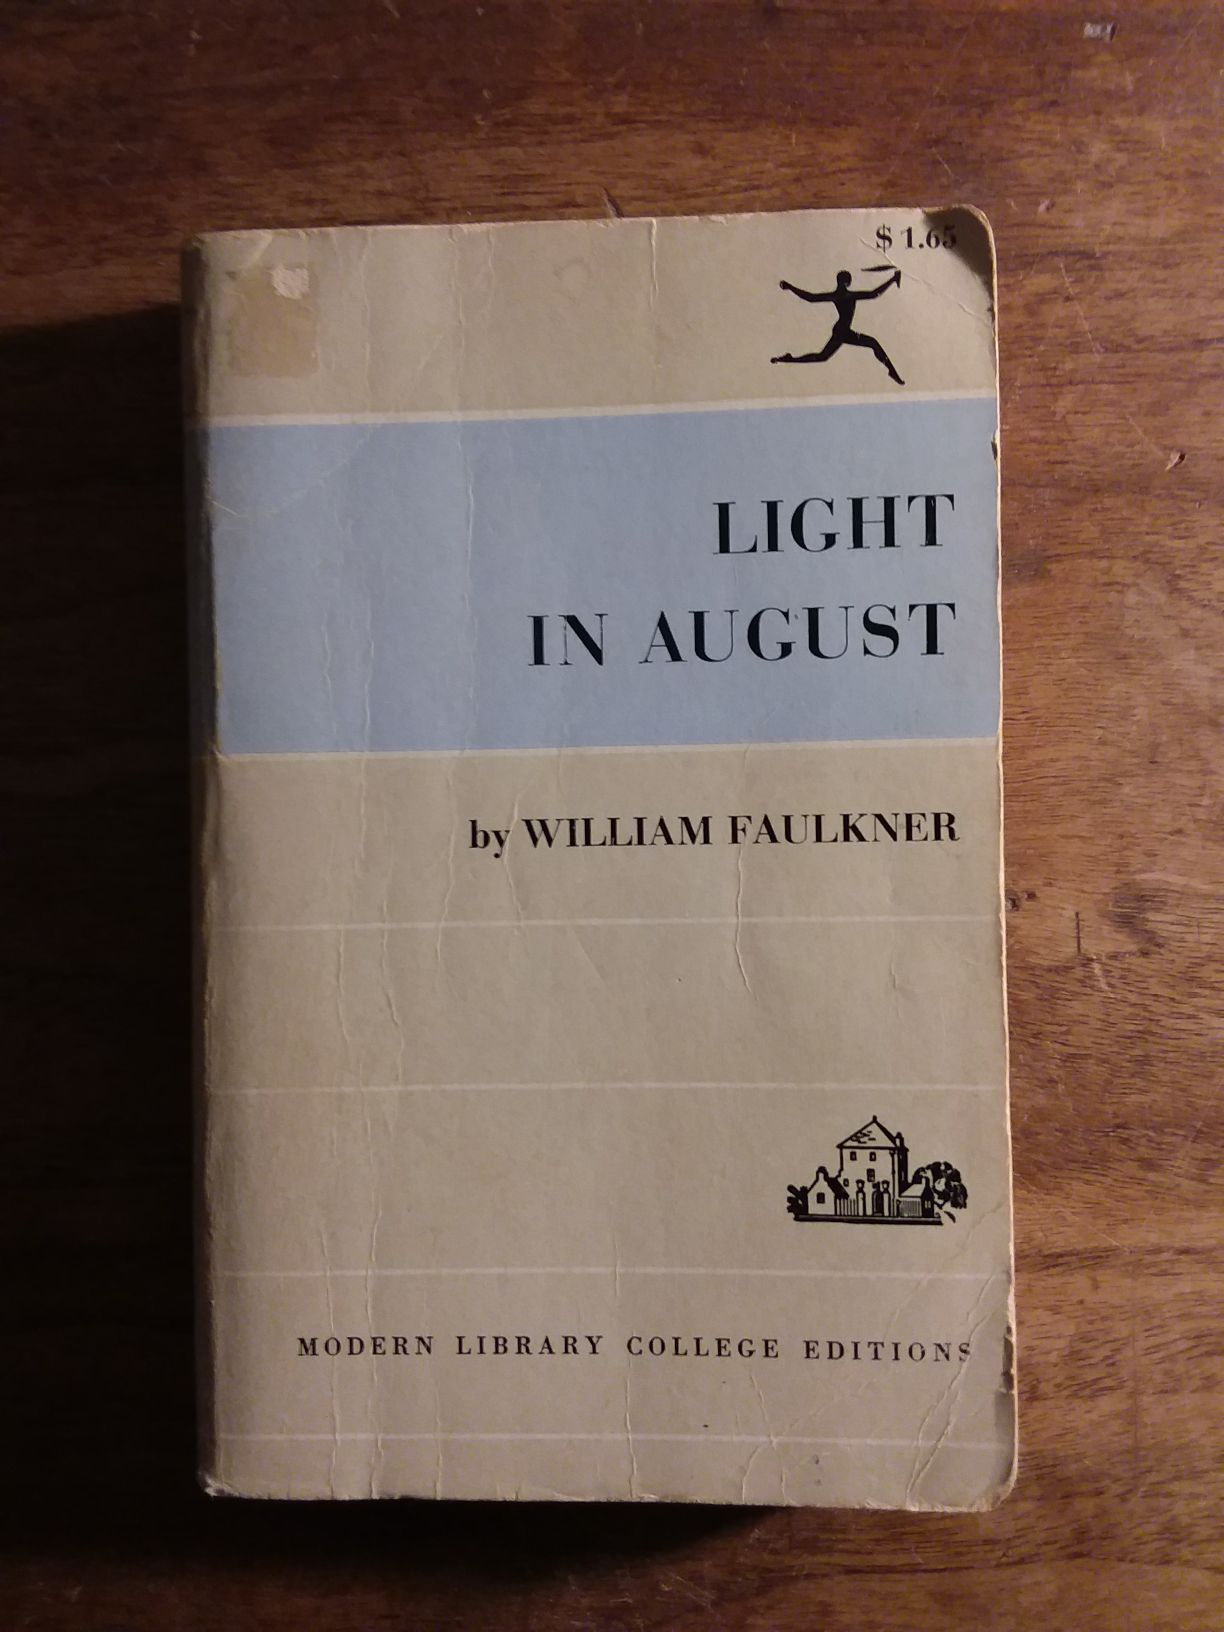 $ 1.65
LIGHT
IN AUGUST
by WILLIAM FAULKNER
MODERN LIBRARY COLLEGE EDITIONS